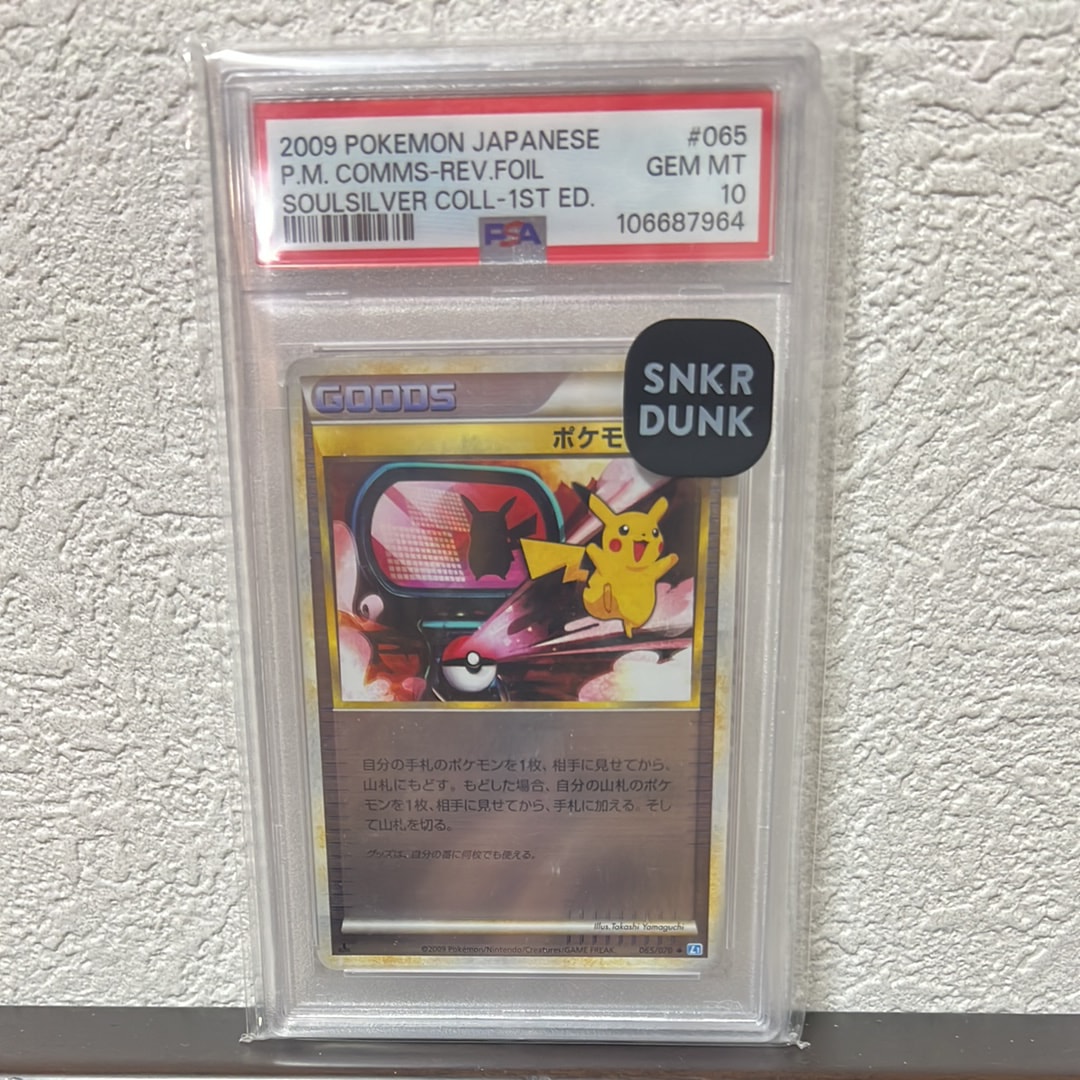 2009 POKEMON JAPANESE #065
P.M. COMMS-REV.FOIL GEM MT
SOULSILVER COLL-1ST ED. 10
PSA 106687964
SNKR
DUNK
GOODS
ポケモ
自分の手札のポケモンを1枚、相手に見せてから、
山札にもどす。もどした場合、自分の山札のポケ
モンを1枚、相手に見せてから、手札に加える。そし
て山札を切る。
グッズは、自分の番に何枚でも使える。
Illus. Takashi Yamaguchi
©2009 Pokémon/Nintendo/Creatures/GAME FREAK 065/070 ◆ L1